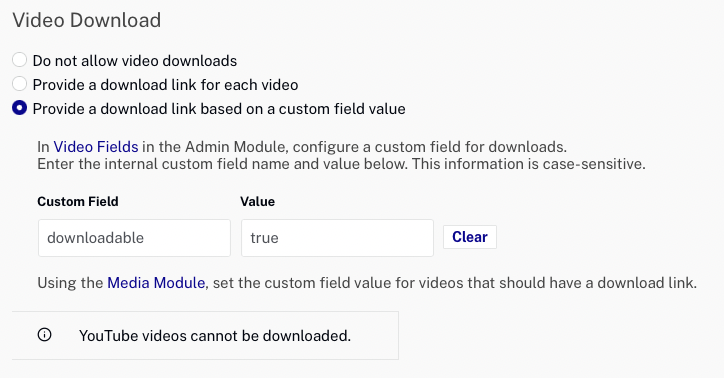 Video Download
Do not allow video downloads
Provide a download link for each video
Provide a download link based on a custom field value
In Video Fields in the Admin Module, configure a custom field for downloads.
Enter the internal custom field name and value below. This information is case-sensitive.
Custom Field Value
downloadable true Clear
Using the Media Module, set the custom field value for videos that should have a download link.
YouTube videos cannot be downloaded.